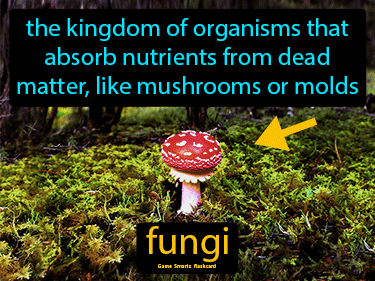 the kingdom of organisms that
absorb nutrients from dead
matter, like mushrooms or molds
fungi
Game Smartz flashcard